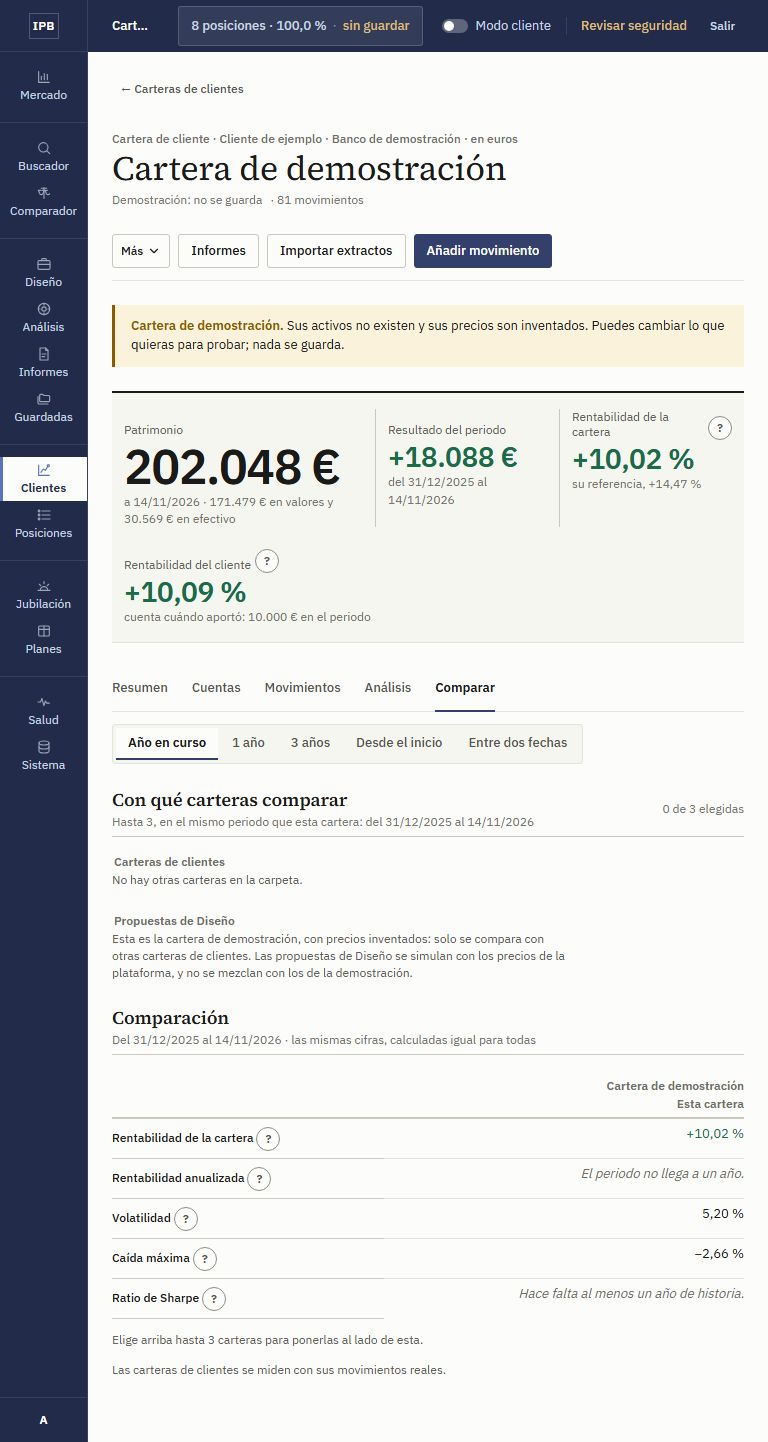 IPB
Cart...
8 posiciones · 100,0 % · sin guardar
Modo cliente
Revisar seguridad
Salir
Mercado
Buscador
Comparador
Diseño
Análisis
Informes
Guardadas
Clientes
Posiciones
Jubilación
Planes
Salud
Sistema
A
← Carteras de clientes
Cartera de cliente · Cliente de ejemplo · Banco de demostración · en euros
Cartera de demostración
Demostración: no se guarda · 81 movimientos
Más
Informes
Importar extractos
Añadir movimiento
Cartera de demostración. Sus activos no existen y sus precios son inventados. Puedes cambiar lo que
quieras para probar; nada se guarda.
Patrimonio
202.048 €
a 14/11/2026 · 171.479 € en valores y
30.569 € en efectivo
Resultado del periodo
+18.088 €
del 31/12/2025 al
14/11/2026
Rentabilidad de la
cartera
?
+10,02 %
su referencia, +14,47 %
Rentabilidad del cliente ?
+10,09 %
cuenta cuándo aportó: 10.000 € en el periodo
Resumen
Cuentas
Movimientos
Análisis
Comparar
Año en curso
1 año
3 años
Desde el inicio
Entre dos fechas
Con qué carteras comparar
Hasta 3, en el mismo periodo que esta cartera: del 31/12/2025 al 14/11/2026
0 de 3 elegidas
Carteras de clientes
No hay otras carteras en la carpeta.
Propuestas de Diseño
Esta es la cartera de demostración, con precios inventados: solo se compara con
otras carteras de clientes. Las propuestas de Diseño se simulan con los precios de la
plataforma, y no se mezclan con los de la demostración.
Comparación
Del 31/12/2025 al 14/11/2026 · las mismas cifras, calculadas igual para todas
Cartera de demostración
Esta cartera
Rentabilidad de la cartera ? +10,02 %
Rentabilidad anualizada ? El periodo no llega a un año.
Volatilidad ? 5,20 %
Caída máxima ? −2,66 %
Ratio de Sharpe ? Hace falta al menos un año de historia.
Elige arriba hasta 3 carteras para ponerlas al lado de esta.
Las carteras de clientes se miden con sus movimientos reales.